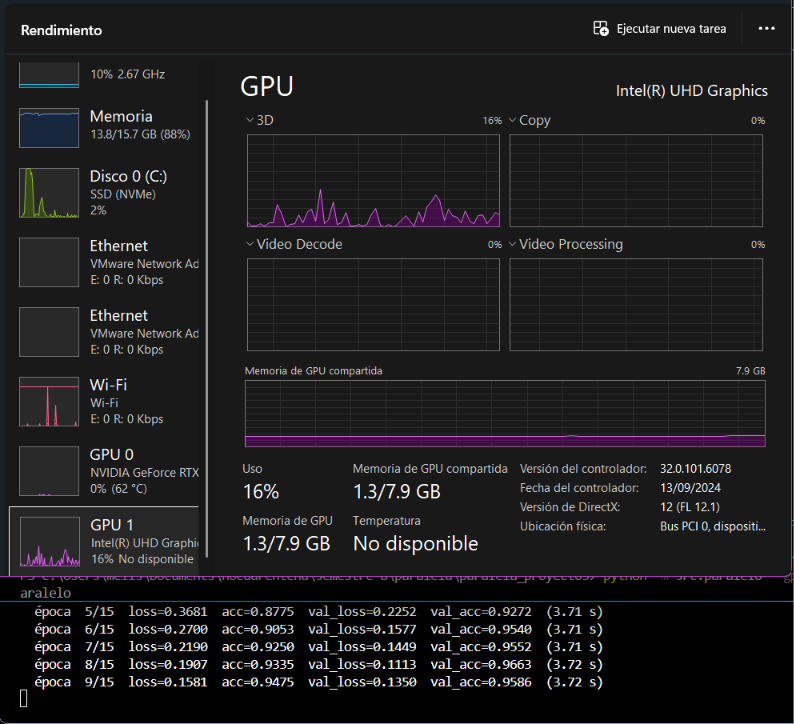 Rendimiento
Ejecutar nueva tarea
10% 2.67 GHz
Memoria
13.8/15.7 GB (88%)
Disco 0 (C:)
SSD (NVMe)
2%
Ethernet
VMware Network Ad
E: 0 R: 0 Kbps
Ethernet
VMware Network Ad
E: 0 R: 0 Kbps
Wi-Fi
Wi-Fi
E: 0 R: 0 Kbps
GPU 0
NVIDIA GeForce RTX
0% (62 °C)
GPU 1
Intel(R) UHD Graphi
16% No disponible
GPU
Intel(R) UHD Graphics
3D 16%
Copy 0%
Video Decode 0%
Video Processing 0%
Memoria de GPU compartida 7.9 GB
Uso
16%
Memoria de GPU compartida
1.3/7.9 GB
Memoria de GPU
1.3/7.9 GB
Temperatura
No disponible
Versión del controlador: 32.0.101.6078
Fecha del controlador: 13/09/2024
Versión de DirectX: 12 (FL 12.1)
Ubicación física: Bus PCI 0, dispositi...
python
aralelo
época 5/15 loss=0.3681 acc=0.8775 val_loss=0.2252 val_acc=0.9272 (3.71 s)
época 6/15 loss=0.2700 acc=0.9053 val_loss=0.1577 val_acc=0.9540 (3.71 s)
época 7/15 loss=0.2190 acc=0.9250 val_loss=0.1449 val_acc=0.9552 (3.71 s)
época 8/15 loss=0.1907 acc=0.9335 val_loss=0.1113 val_acc=0.9663 (3.72 s)
época 9/15 loss=0.1581 acc=0.9475 val_loss=0.1350 val_acc=0.9586 (3.72 s)